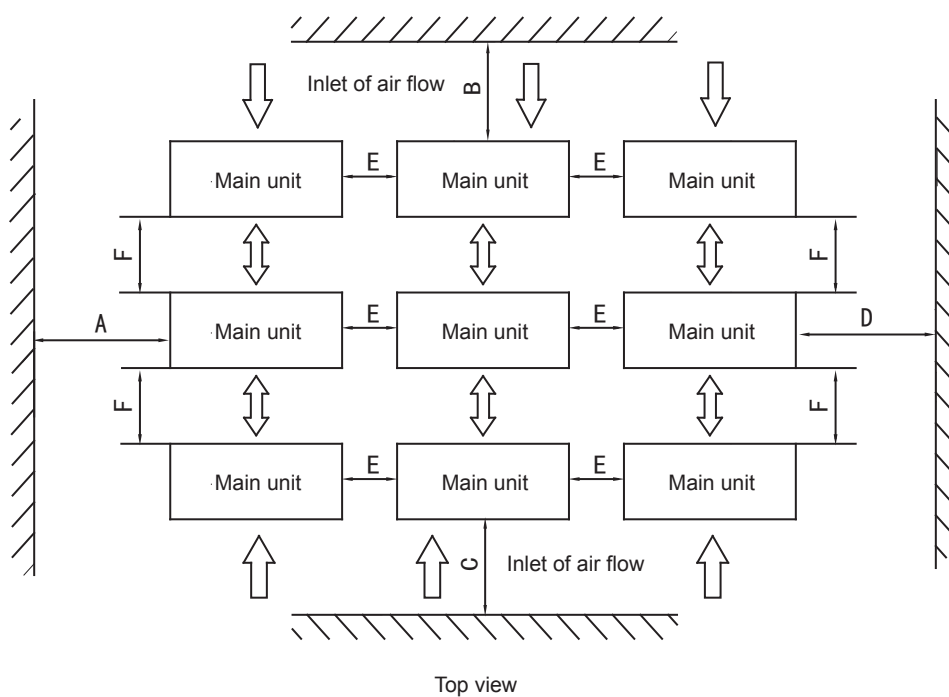 Inlet of air flow
B
Main unit E Main unit E Main unit
F F
Main unit E Main unit E Main unit
A D
F F
Main unit E Main unit E Main unit
C Inlet of air flow
Top view